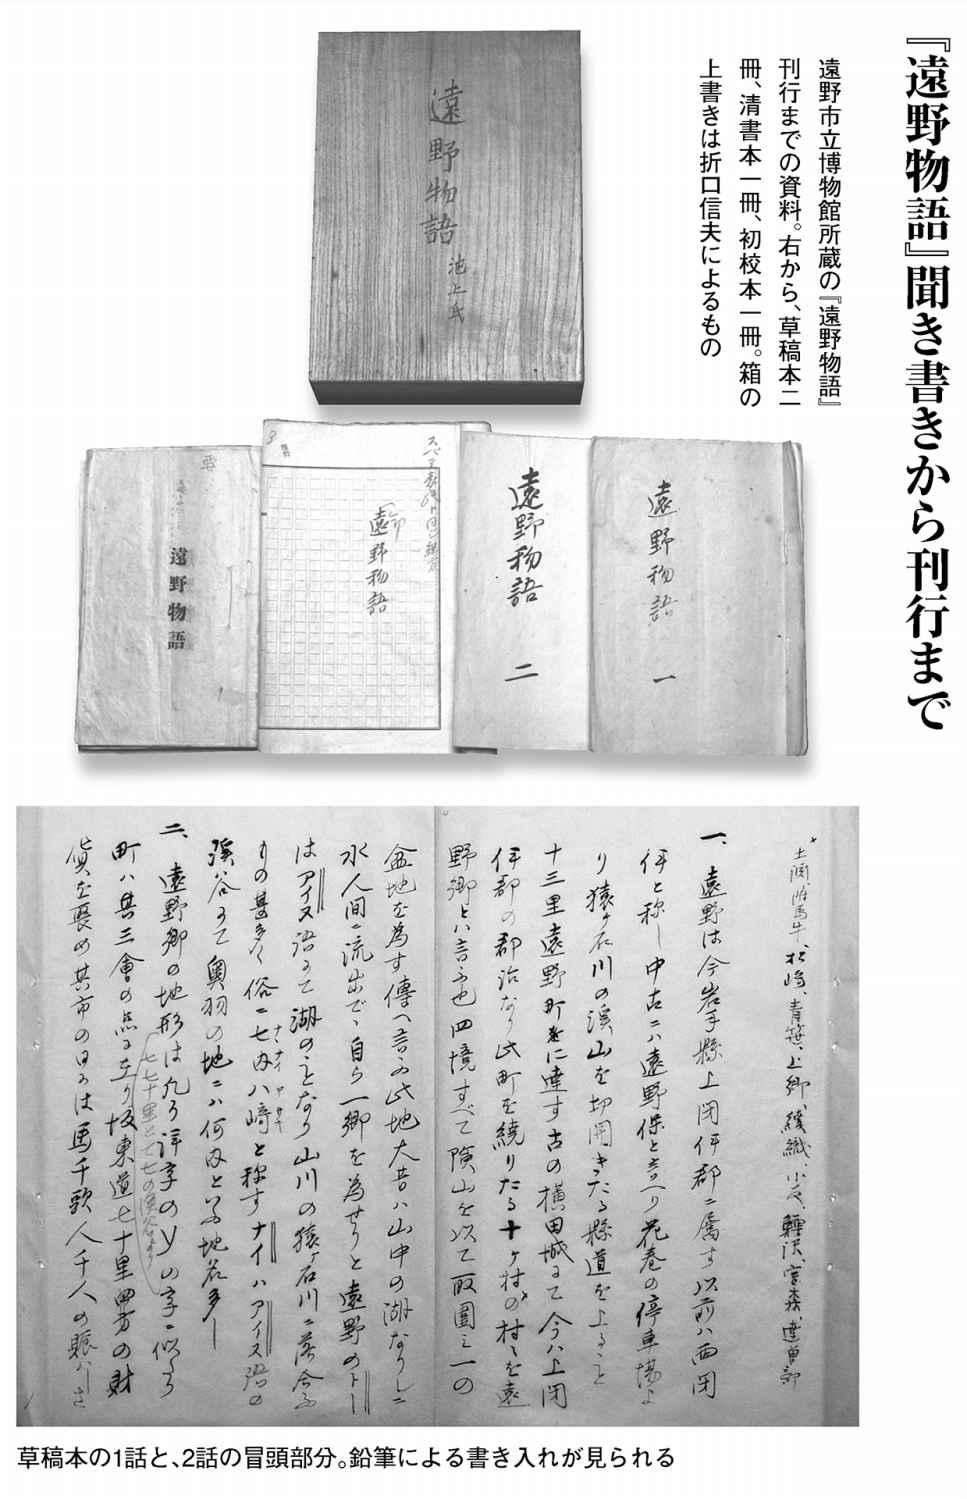 『遠野物語』聞き書きから刊行まで
遠野市立博物館所蔵の『遠野物語』
刊行までの資料。右から、草稿本二
冊、清書本一冊、初校本一冊。箱の
上書きは折口信夫によるもの
遠野物語
池上氏
遠野物語
一
遠野物語
二
遠野物語
遠野物語
土淵、附馬牛、松崎、青笹、上郷、綾織、小友、鱒沢、宮森、達曽部
一、遠野は今岩手縣上閉伊郡ニ屬す以前ハ西閉
伊と称し中古ニハ遠野保と言へり花巻の停車場よ
り猿ヶ石川の渓山を切開きたる縣道を上ること
十三里遠野町に達す古の横田城にて今ハ上閉
伊郡の郡治なり此町を繞りたる十ヶ村の村々を遠
野郷とハ言ふ也四境すべて険山を以て取圍ミ一の
盆地を為す傳へ言ふ此地大昔ハ山中の湖なりしニ
水人間ニ流出で、自ら一郷を為せりと遠野のトー
はアイヌ語にて湖のことなり山川の猿ヶ石川ニ落合ふ
もの甚多く俗ニ七内八崎と称すナイハアイヌ語の
渓谷にて奥羽の地ニハ何内といふ地名多し
二、遠野郷の地形は丸き詳字のyの字ニ似たり
町ハ其三會の点に在り坂東道七十里四方の財
貨を聚め其市の日には馬千歌人千人の賑ハしさ
草稿本の1話と、2話の冒頭部分。鉛筆による書き入れが見られる